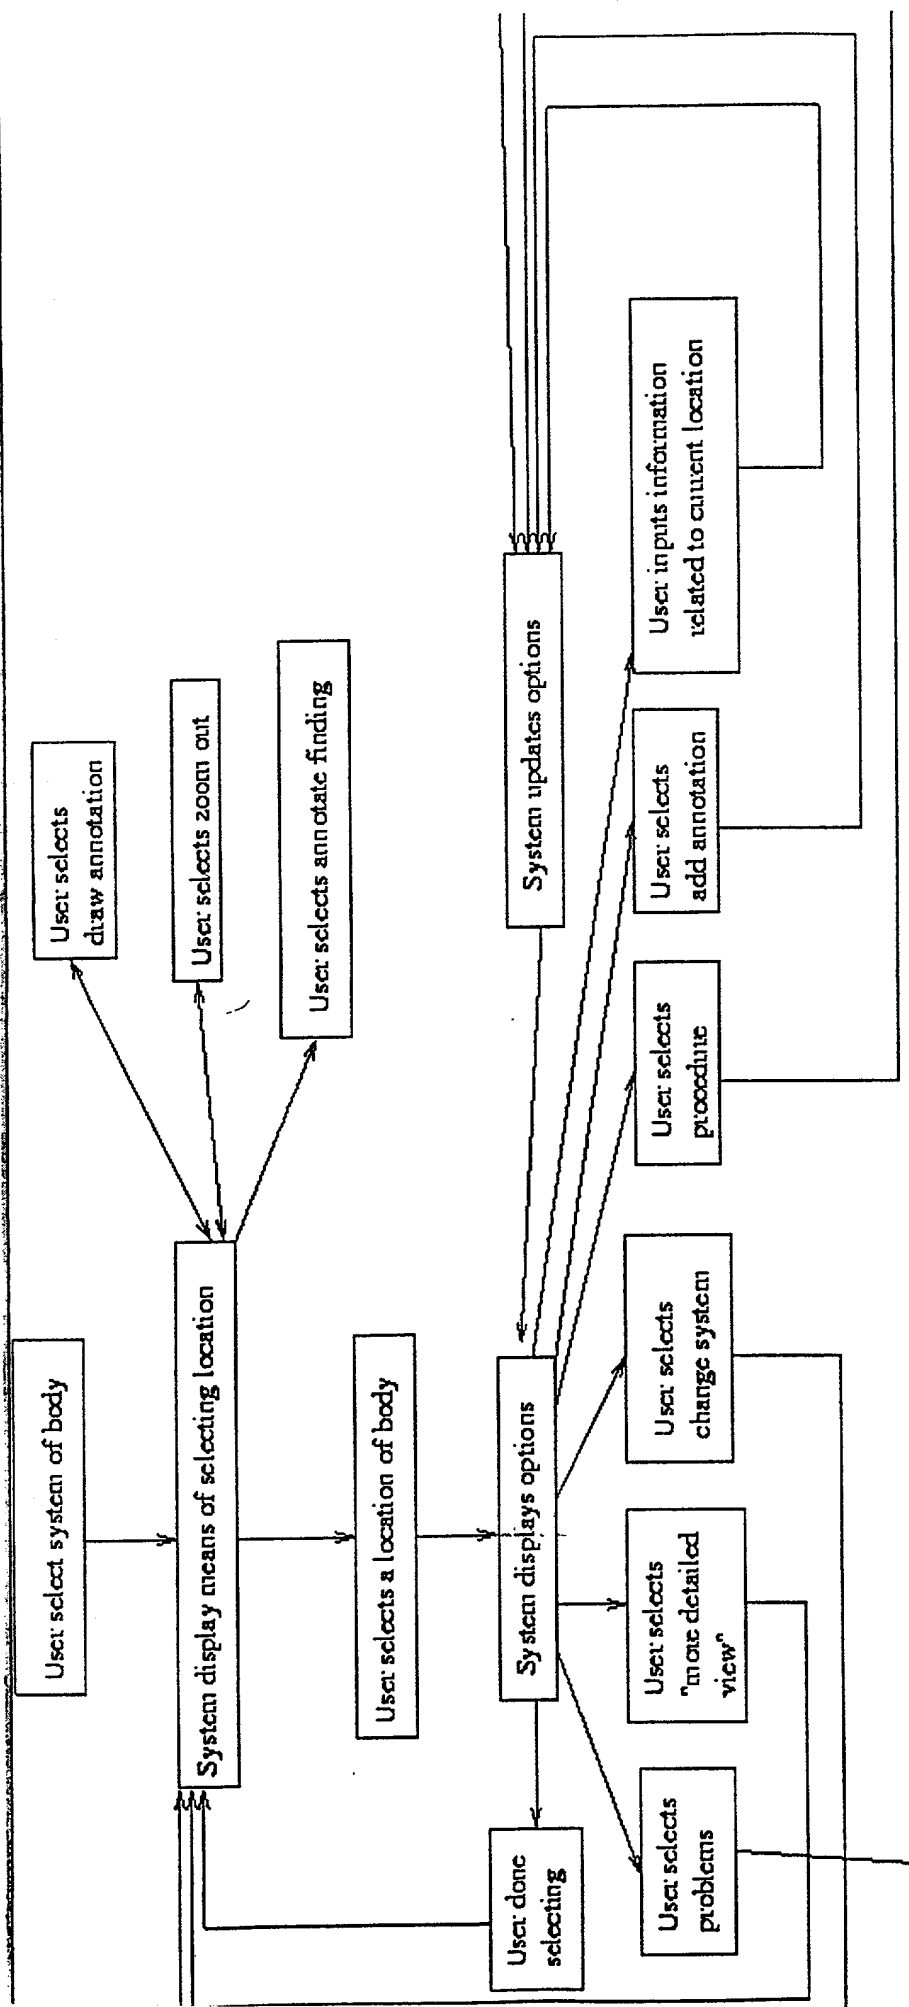 User select system of body
System display means of selecting location
User selects
draw annotation
User selects zoom out
User selects annotate finding
User selects a location of body
System displays options
System updates options
User done
selecting
User selects
problems
User selects
"more detailed
view"
User selects
change system
User selects
procedure
User selects
add annotation
User inputs information
related to current location